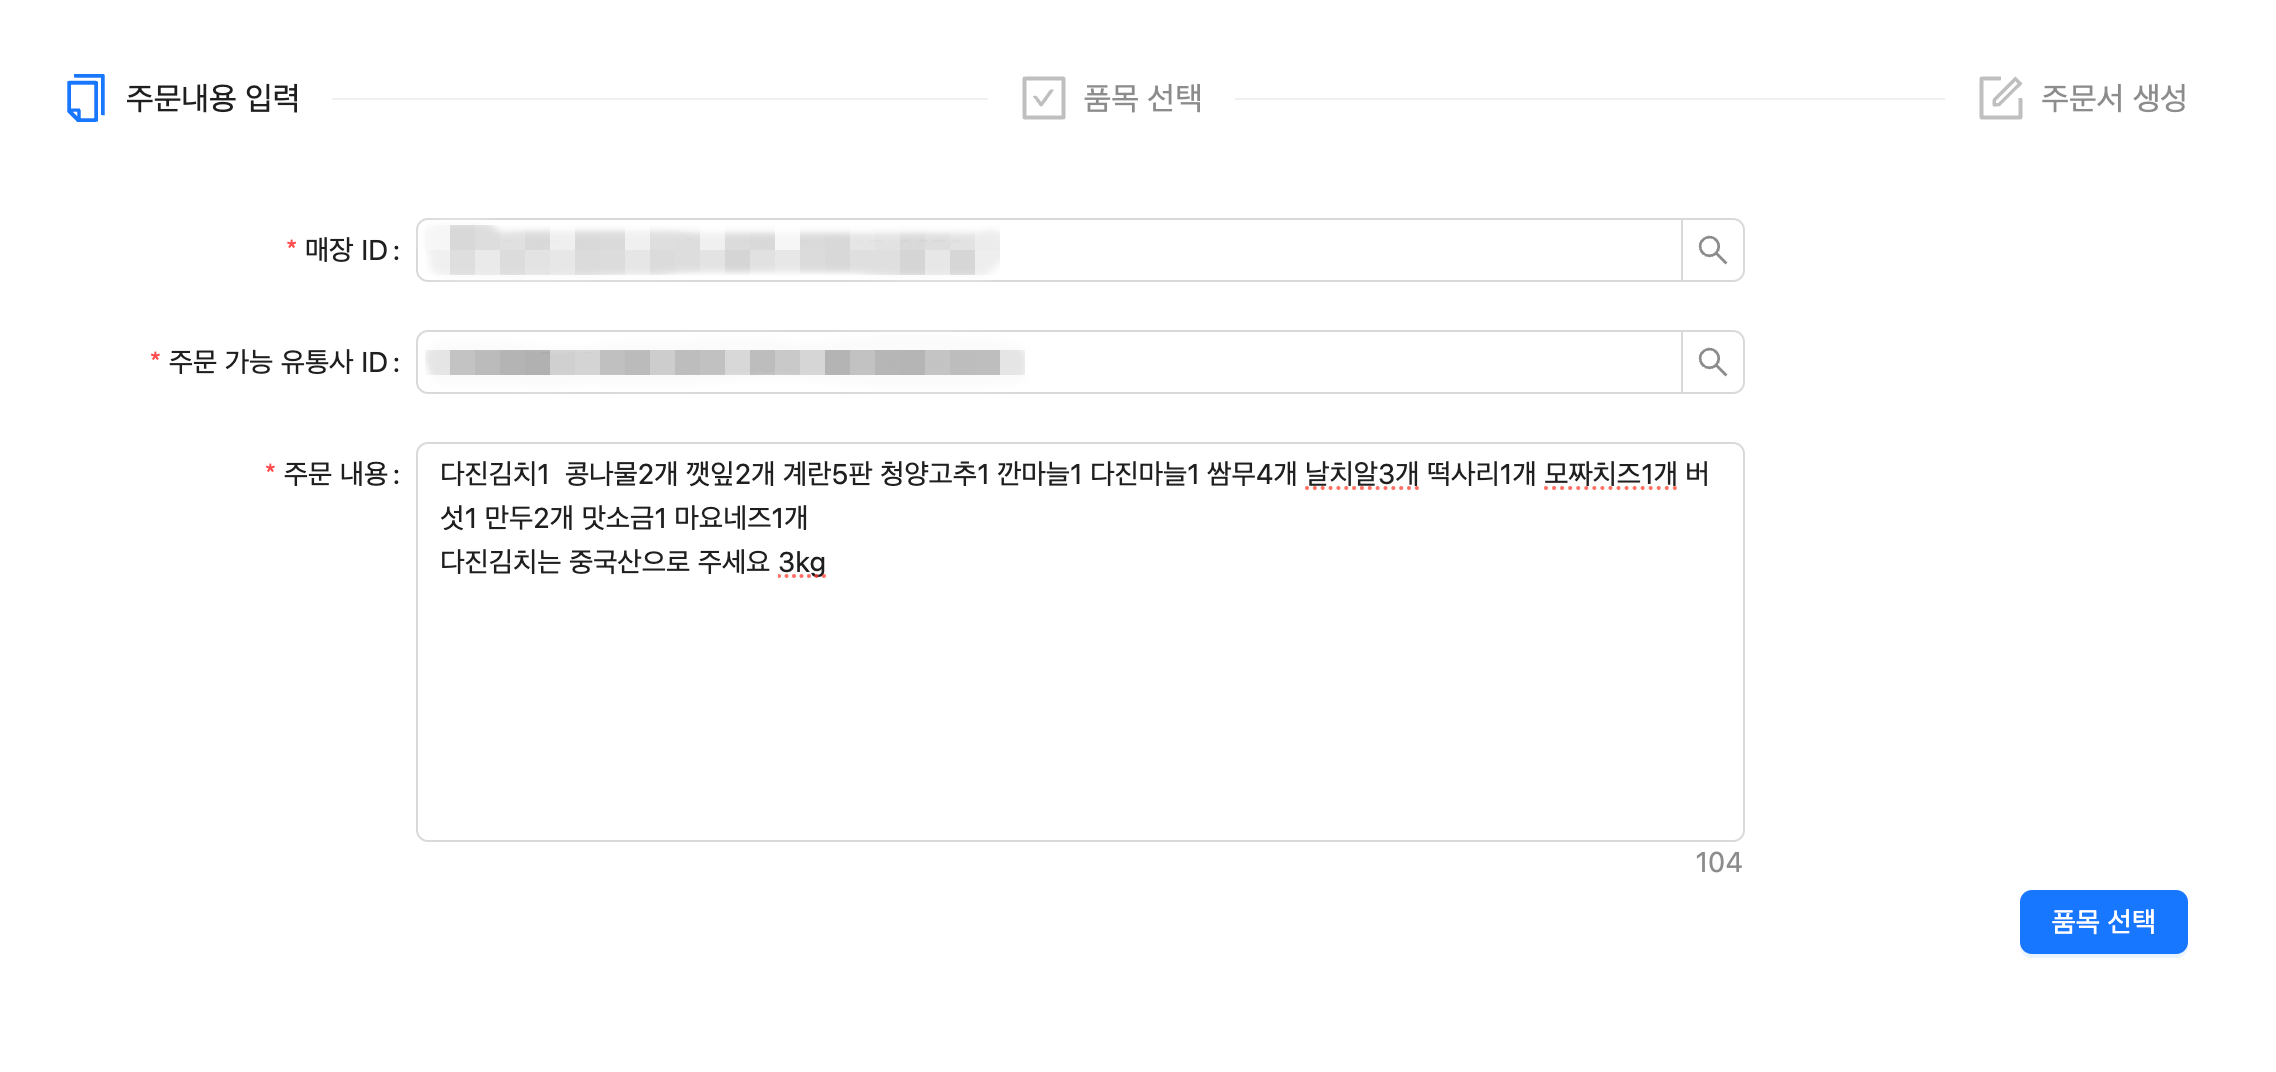 주문내용 입력
품목 선택
주문서 생성
* 매장 ID :
* 주문 가능 유통사 ID :
* 주문 내용 :
다진김치1  콩나물2개 깻잎2개 계란5판 청양고추1 깐마늘1 다진마늘1 쌈무4개 날치알3개 떡사리1개 모짜치즈1개 버
섯1 만두2개 맛소금1 마요네즈1개
다진김치는 중국산으로 주세요 3kg
104
품목 선택